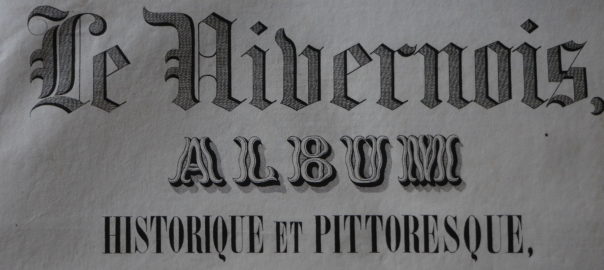 Le Nivernois,
ALBUM
HISTORIQUE ET PITTORESQUE,